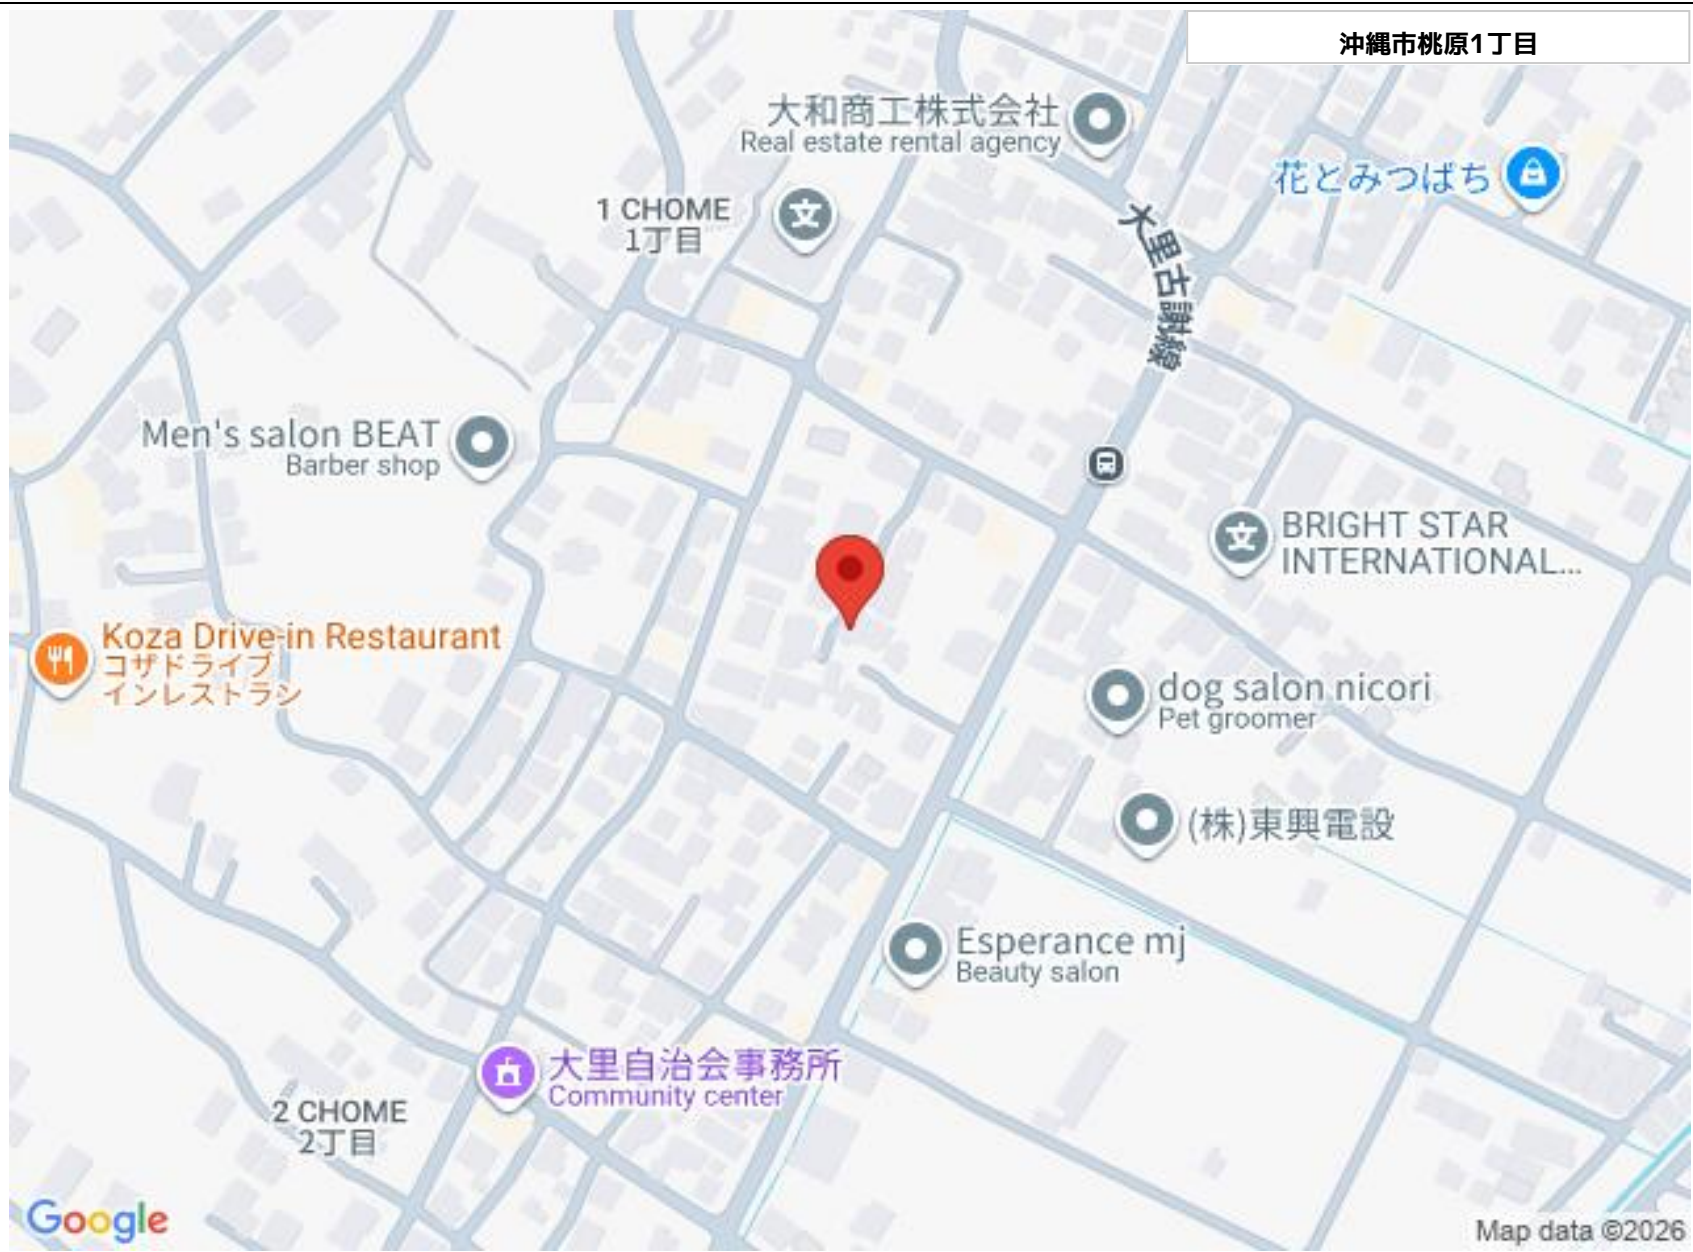 沖縄市桃原1丁目
大和商工株式会社
Real estate rental agency
花とみつばち
1 CHOME
1丁目
大里古謝線
Men's salon BEAT
Barber shop
BRIGHT STAR
INTERNATIONAL...
Koza Drive-in Restaurant
コザドライブ
インレストラン
dog salon nicori
Pet groomer
(株)東興電設
Esperance mj
Beauty salon
大里自治会事務所
Community center
2 CHOME
2丁目
Google
Map data ©2026